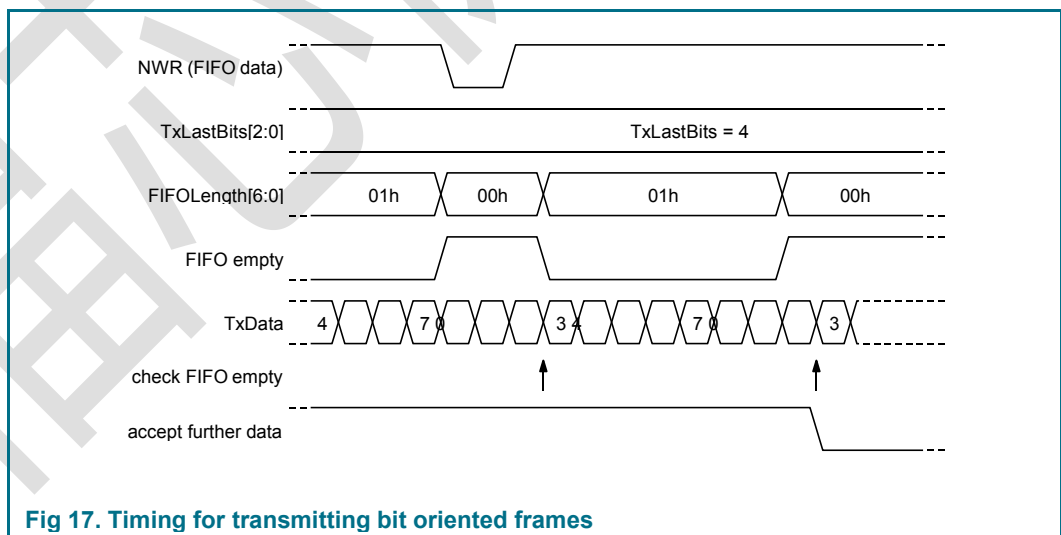 NWR (FIFO data)
TxLastBits[2:0] TxLastBits = 4
FIFOLength[6:0] 01h 00h 01h 00h
FIFO empty
TxData 4 7 0 3 4 7 0 3
check FIFO empty
accept further data
Fig 17. Timing for transmitting bit oriented frames